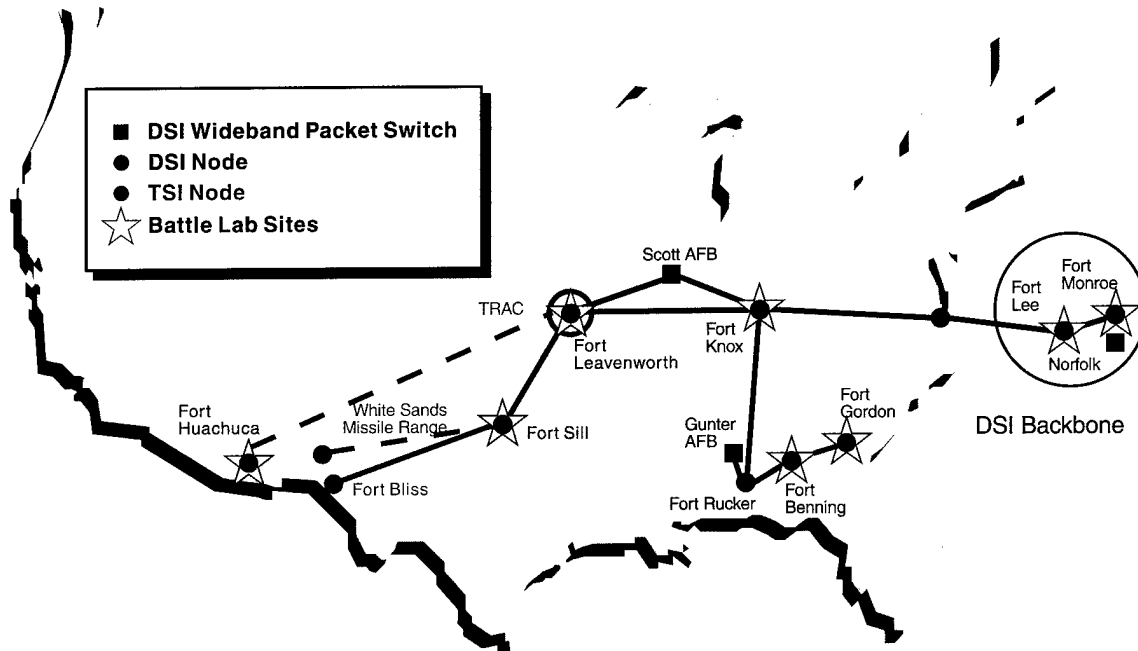 DSI Wideband Packet Switch
DSI Node
TSI Node
Battle Lab Sites
Scott AFB
Fort
Lee
Fort
Monroe
TRAC
Fort
Leavenworth
Fort
Knox
Norfolk
Fort
Huachuca
White Sands
Missile Range
Fort Sill
Gunter
AFB
Fort
Gordon
DSI Backbone
Fort Bliss
Fort Rucker
Fort
Benning